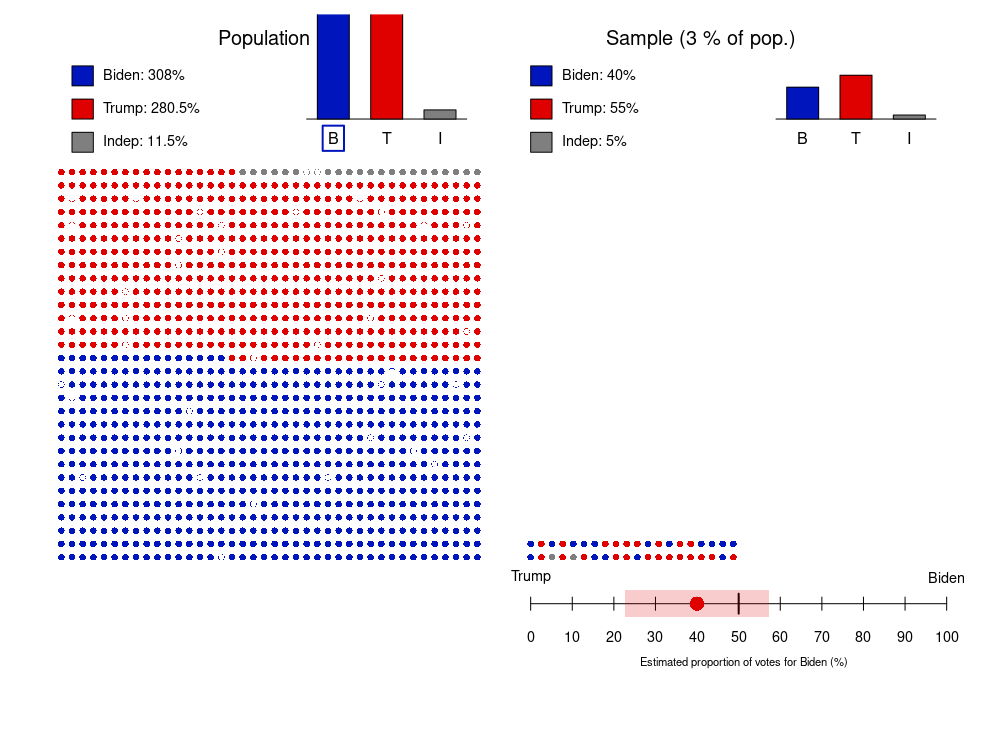 Population
Biden: 308%
Trump: 280.5%
Indep: 11.5%
B T I
Sample (3 % of pop.)
Biden: 40%
Trump: 55%
Indep: 5%
B T I
Trump
Biden
0 10 20 30 40 50 60 70 80 90 100
Estimated proportion of votes for Biden (%)